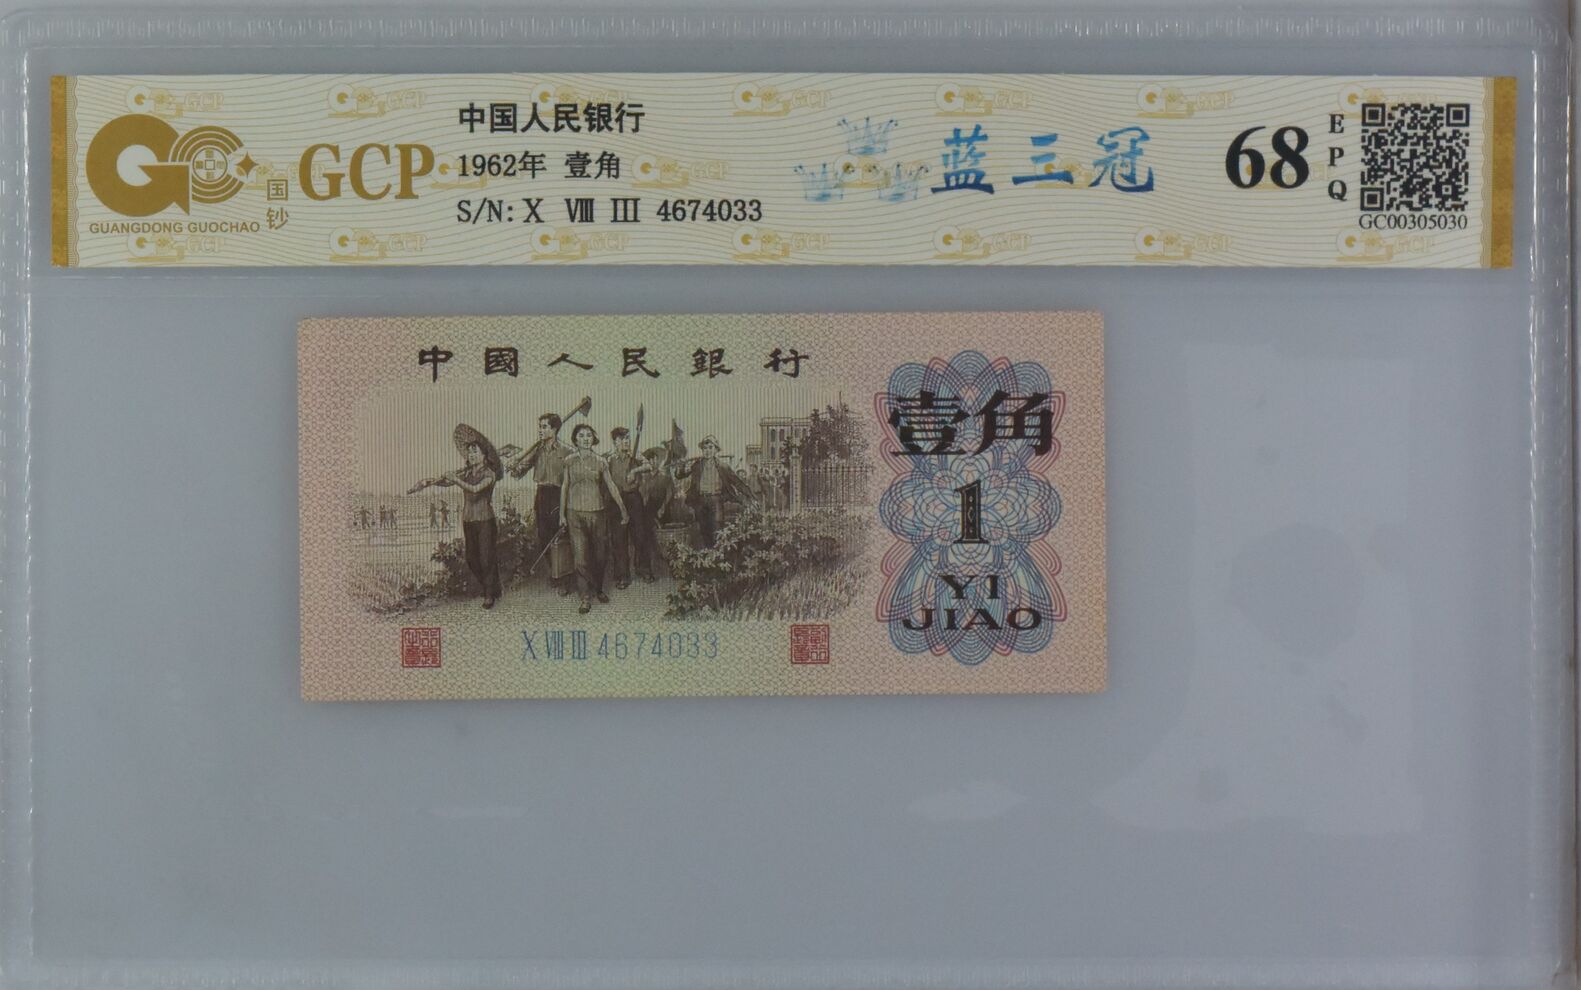 中国人民银行
GCP
国钞
GUANGDONG GUOCHAO
1962年 壹角
S/N: X VIII III 4674033
蓝三冠
68
EPQ
GC00305030
中國人民銀行
壹角
1
YI
JIAO
X VIII III 4674033